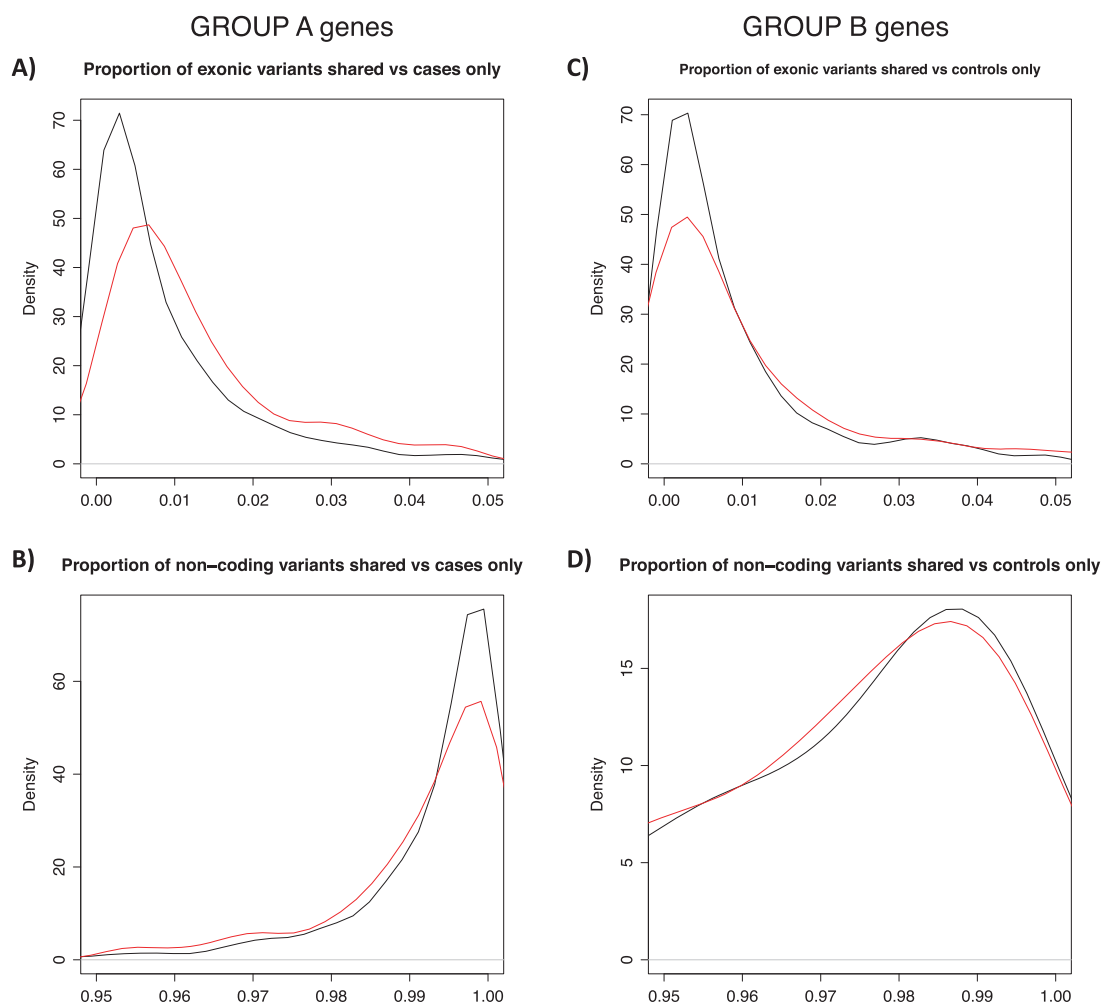 GROUP A genes
GROUP B genes
A)
Proportion of exonic variants shared vs cases only
Density
70
60
50
40
30
20
10
0
0.00 0.01 0.02 0.03 0.04 0.05
C)
Proportion of exonic variants shared vs controls only
Density
70
60
50
40
30
20
10
0
0.00 0.01 0.02 0.03 0.04 0.05
B)
Proportion of non–coding variants shared vs cases only
Density
60
40
20
0
0.95 0.96 0.97 0.98 0.99 1.00
D)
Proportion of non–coding variants shared vs controls only
Density
15
10
5
0
0.95 0.96 0.97 0.98 0.99 1.00